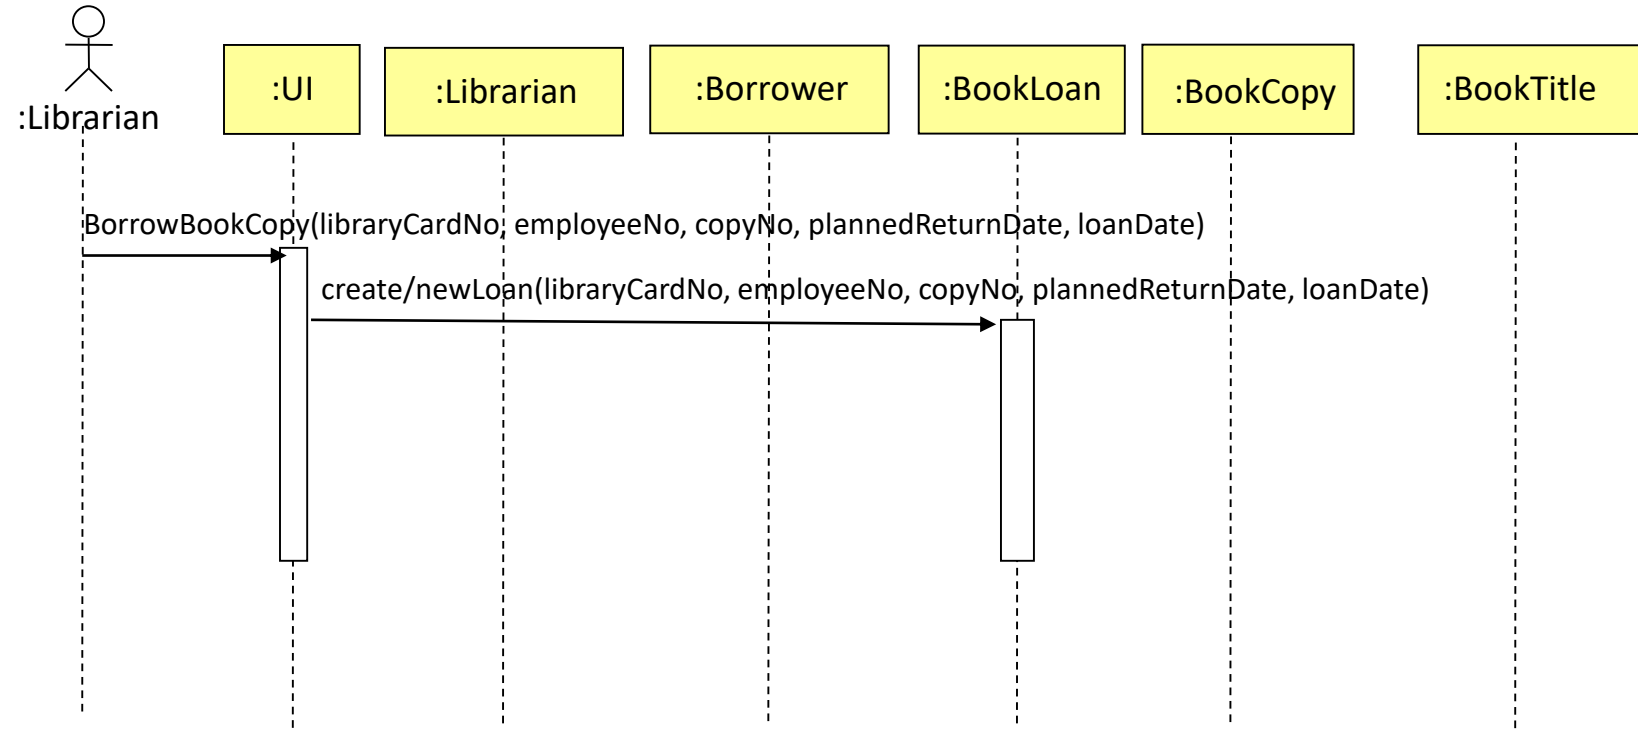 :Librarian
:UI
:Librarian
:Borrower
:BookLoan
:BookCopy
:BookTitle
BorrowBookCopy(libraryCardNo, employeeNo, copyNo, plannedReturnDate, loanDate)
create/newLoan(libraryCardNo, employeeNo, copyNo, plannedReturnDate, loanDate)